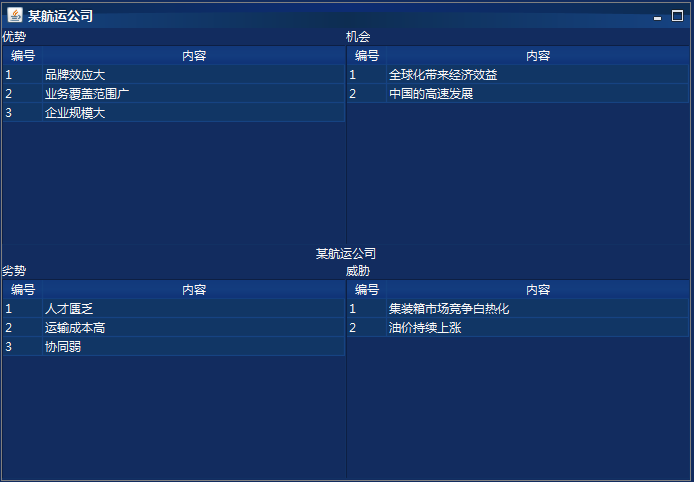 某航运公司
优势
编号 内容
1 品牌效应大
2 业务覆盖范围广
3 企业规模大
机会
编号 内容
1 全球化带来经济效益
2 中国的高速发展
某航运公司
劣势
编号 内容
1 人才匮乏
2 运输成本高
3 协同弱
威胁
编号 内容
1 集装箱市场竞争白热化
2 油价持续上涨